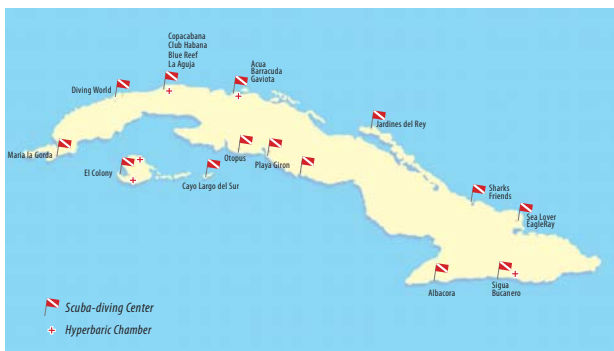 Copacabana
Club Habana
Blue Reef
La Aguja
Acua
Barracuda
Gaviota
Diving World
Jardines del Rey
María la Gorda
El Colony
Cayo Largo del Sur
Otopus
Playa Giron
Sharks
Friends
Sea Lover
EagleRay
Albacora
Sigua
Bucanero
Scuba-diving Center
Hyperbaric Chamber